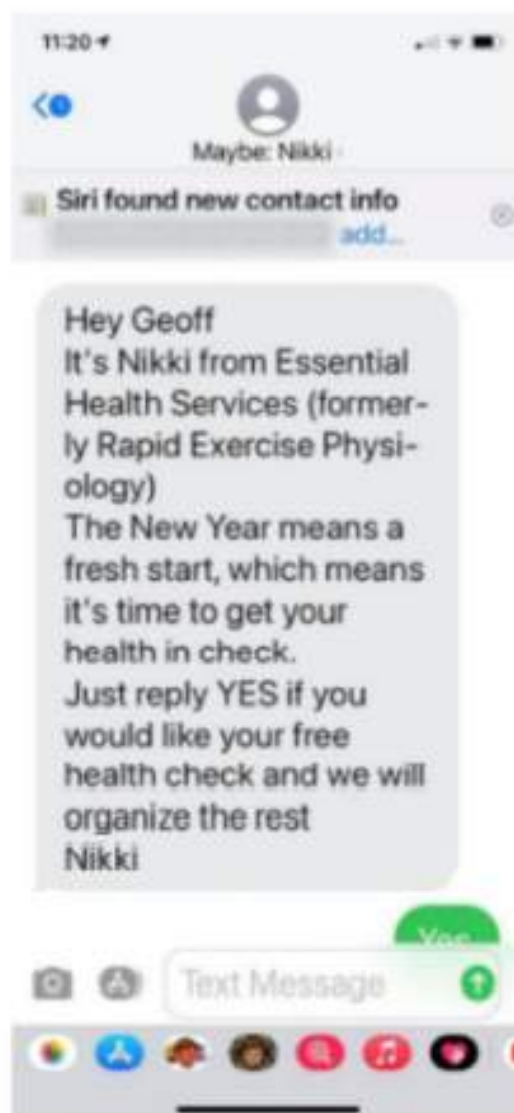 11:20
Maybe: Nikki
Siri found new contact info
add...
Hey Geoff
It's Nikki from Essential
Health Services (former-
ly Rapid Exercise Physi-
ology)
The New Year means a
fresh start, which means
it's time to get your
health in check.
Just reply YES if you
would like your free
health check and we will
organize the rest
Nikki
Yes
Text Message